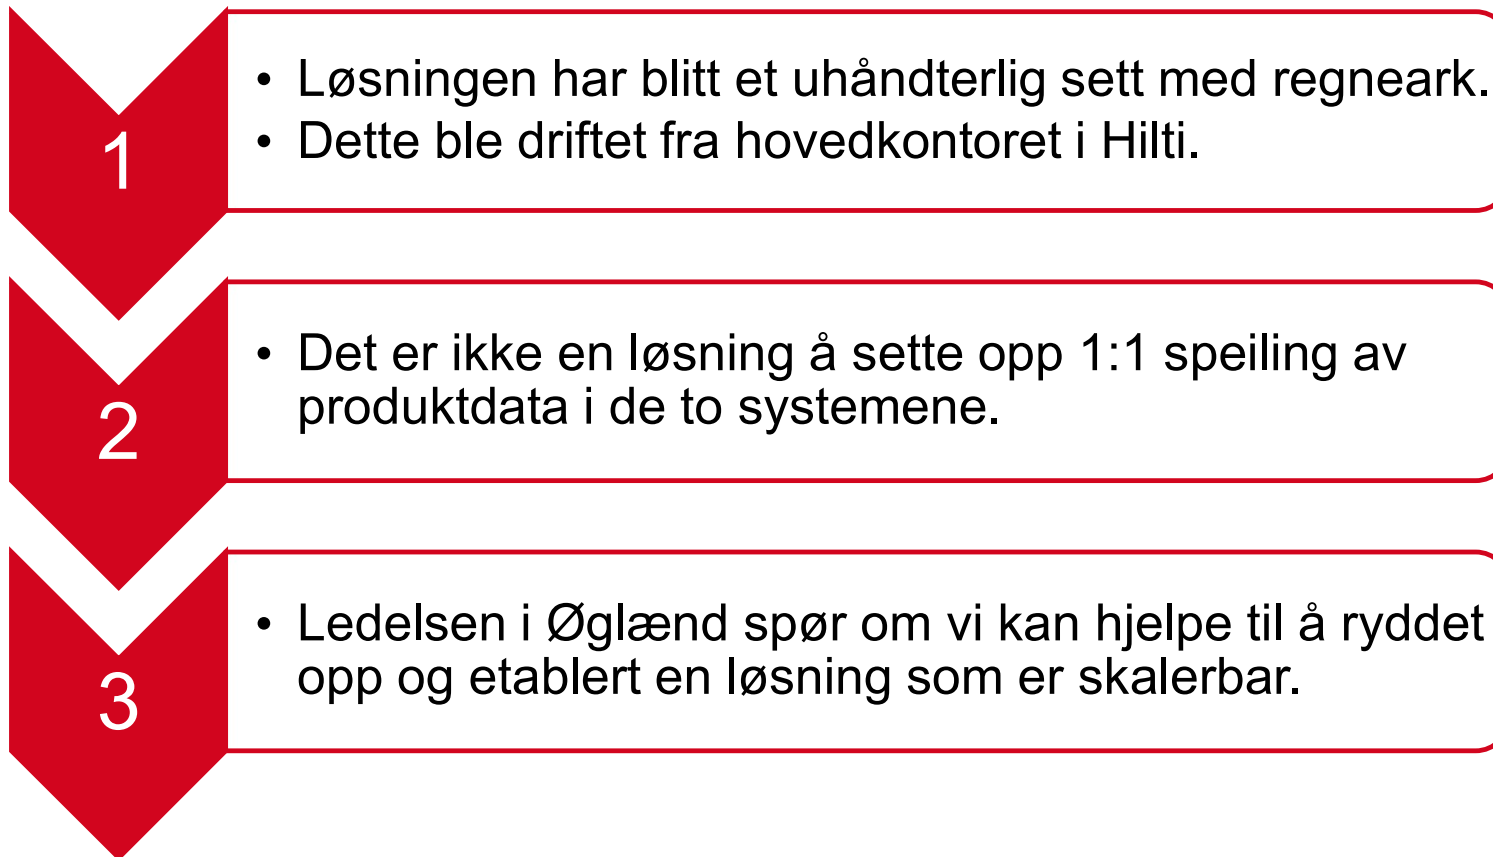 1
• Løsningen har blitt et uhåndterlig sett med regneark.
• Dette ble driftet fra hovedkontoret i Hilti.
2
• Det er ikke en løsning å sette opp 1:1 speiling av
produktdata i de to systemene.
3
• Ledelsen i Øglænd spør om vi kan hjelpe til å ryddet
opp og etablert en løsning som er skalerbar.